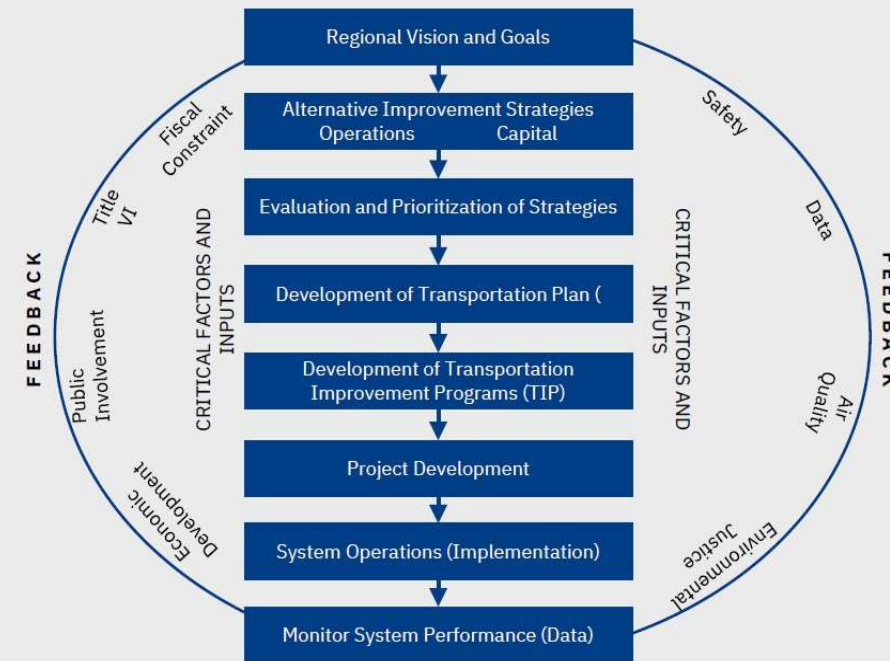 Regional Vision and Goals
Alternative Improvement Strategies
Operations Capital
Evaluation and Prioritization of Strategies
Development of Transportation Plan (
Development of Transportation
Improvement Programs (TIP)
Project Development
System Operations (Implementation)
Monitor System Performance (Data)
FEEDBACK
Fiscal
Constraint
Title
VI
Public
Involvement
Economic
Development
CRITICAL FACTORS AND
INPUTS
CRITICAL FACTORS AND
INPUTS
Safety
Data
Air
Quality
Environmental
Justice
FEEDBACK